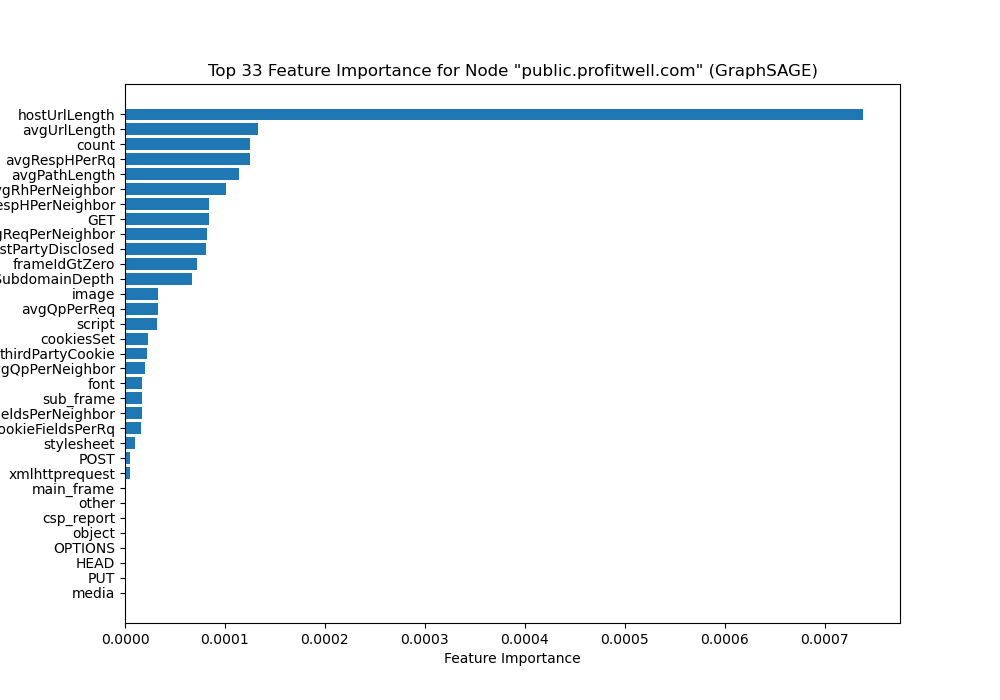 Top 33 Feature Importance for Node "public.profitwell.com" (GraphSAGE)
hostUrlLength
avgUrlLength
count
avgRespHPerRq
avgPathLength
gRhPerNeighbor
espHPerNeighbor
GET
gReqPerNeighbor
stPartyDisclosed
frameIdGtZero
SubdomainDepth
image
avgQpPerReq
script
cookiesSet
thirdPartyCookie
gQpPerNeighbor
font
sub_frame
eldsPerNeighbor
ookieFieldsPerRq
stylesheet
POST
xmlhttprequest
main_frame
other
csp_report
object
OPTIONS
HEAD
PUT
media
0.0000 0.0001 0.0002 0.0003 0.0004 0.0005 0.0006 0.0007
Feature Importance